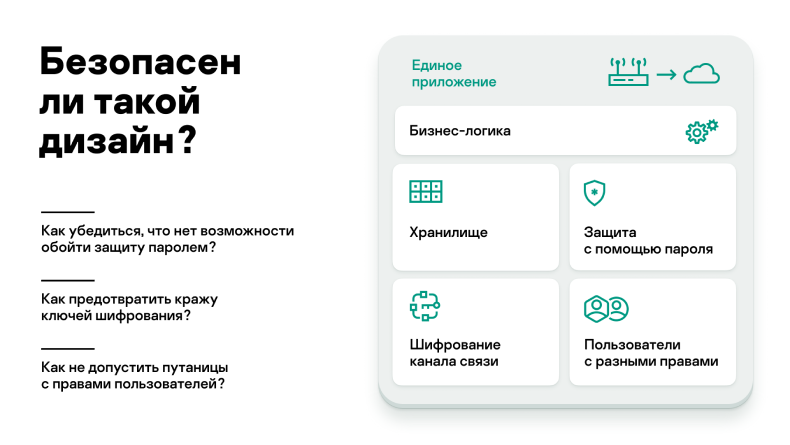 Безопасен
ли такой
дизайн?
Как убедиться, что нет возможности
обойти защиту паролем?
Как предотвратить кражу
ключей шифрования?
Как не допустить путаницы
с правами пользователей?
Единое
приложение
Бизнес-логика
Хранилище
Защита
с помощью пароля
Шифрование
канала связи
Пользователи
с разными правами